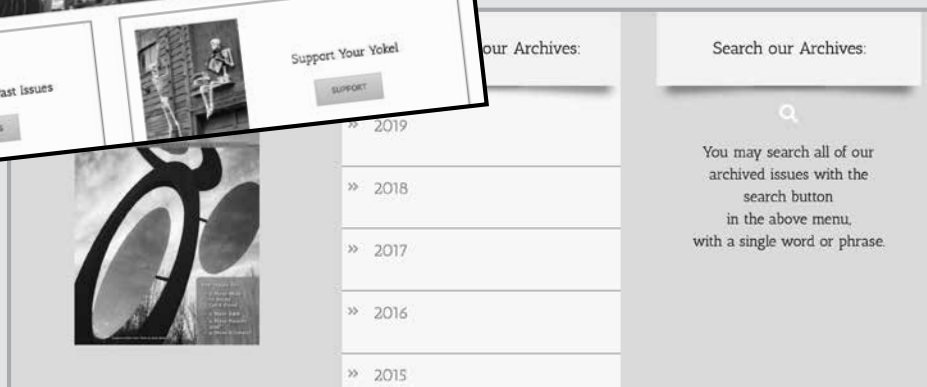 ast Issues
Support Your Yokel
SUPPORT
our Archives:
» 2019
» 2018
» 2017
» 2016
» 2015
Search our Archives:
You may search all of our
archived issues with the
search button
in the above menu,
with a single word or phrase.